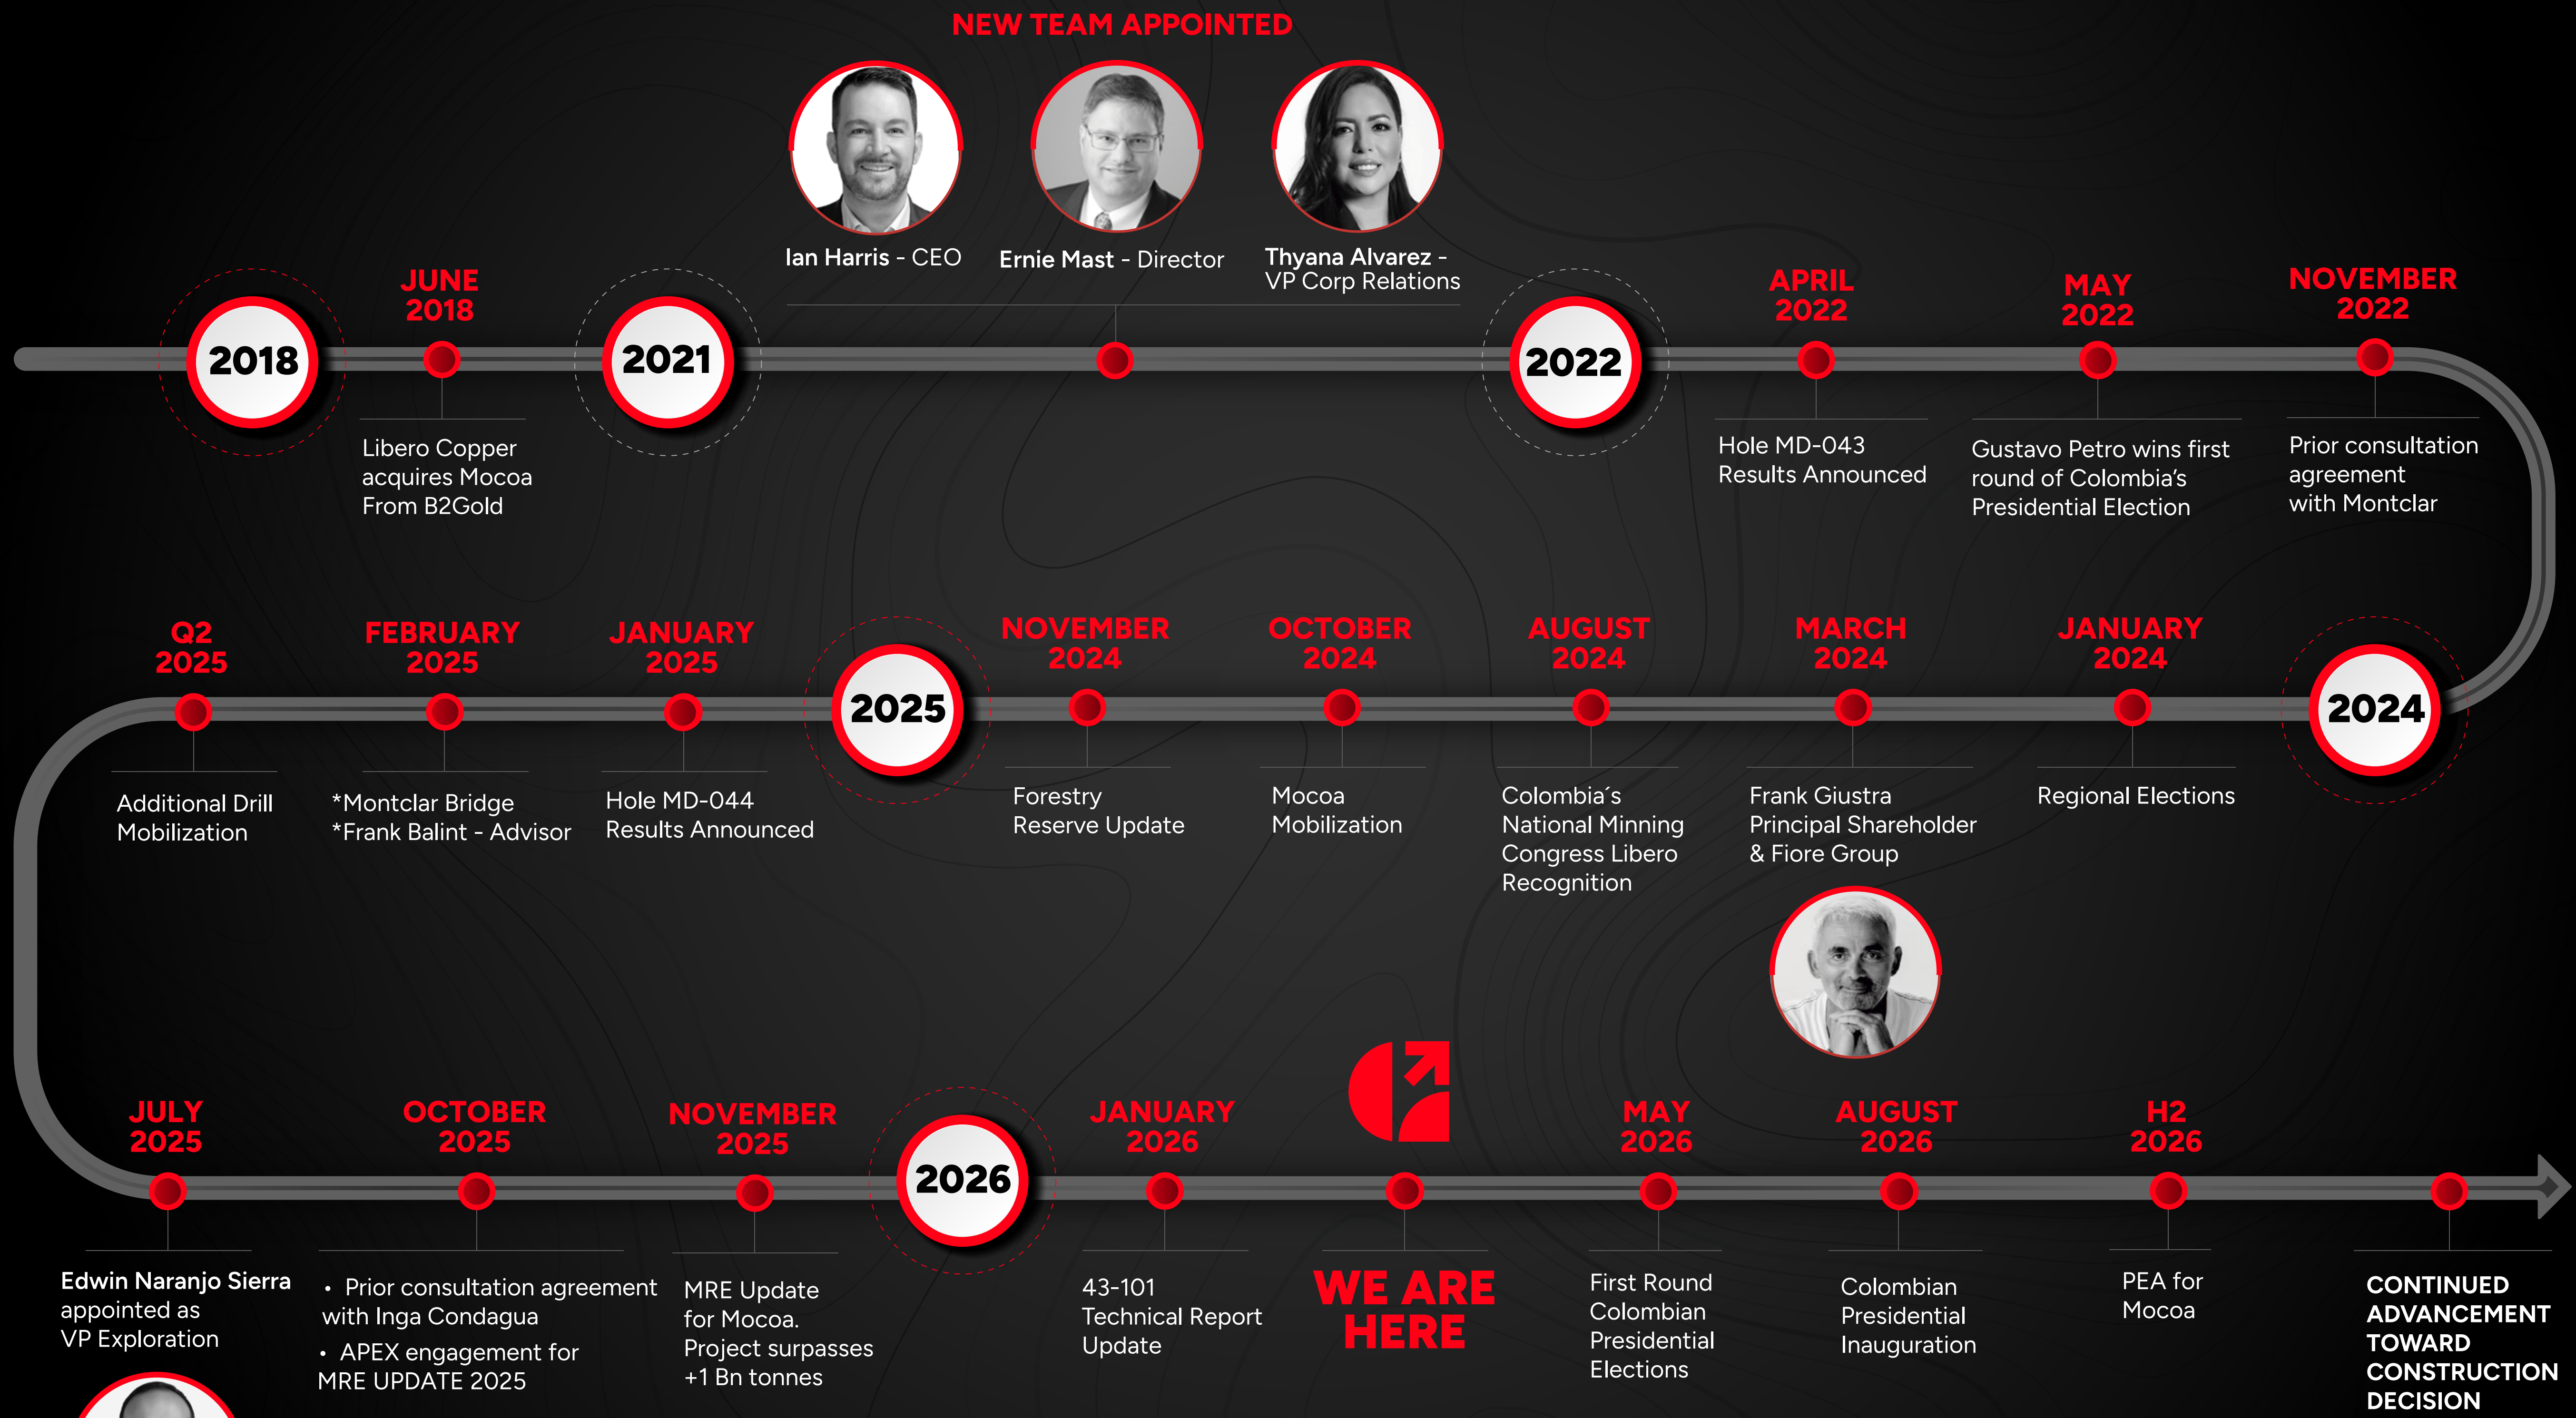 NEW TEAM APPOINTED
Ian Harris - CEO
Ernie Mast - Director
Thyana Alvarez -
VP Corp Relations
2018
JUNE
2018
Libero Copper
acquires Mocoa
From B2Gold
2021
2022
APRIL
2022
Hole MD-043
Results Announced
MAY
2022
Gustavo Petro wins first
round of Colombia’s
Presidential Election
NOVEMBER
2022
Prior consultation
agreement
with Montclar
2024
JANUARY
2024
Regional Elections
MARCH
2024
Frank Giustra
Principal Shareholder
& Fiore Group
AUGUST
2024
Colombia´s
National Minning
Congress Libero
Recognition
OCTOBER
2024
Mocoa
Mobilization
NOVEMBER
2024
Forestry
Reserve Update
2025
JANUARY
2025
Hole MD-044
Results Announced
FEBRUARY
2025
*Montclar Bridge
*Frank Balint - Advisor
Q2
2025
Additional Drill
Mobilization
JULY
2025
Edwin Naranjo Sierra
appointed as
VP Exploration
OCTOBER
2025
• Prior consultation agreement
with Inga Condagua
• APEX engagement for
MRE UPDATE 2025
NOVEMBER
2025
MRE Update
for Mocoa.
Project surpasses
+1 Bn tonnes
2026
JANUARY
2026
43-101
Technical Report
Update
WE ARE
HERE
MAY
2026
First Round
Colombian
Presidential
Elections
AUGUST
2026
Colombian
Presidential
Inauguration
H2
2026
PEA for
Mocoa
CONTINUED
ADVANCEMENT
TOWARD
CONSTRUCTION
DECISION